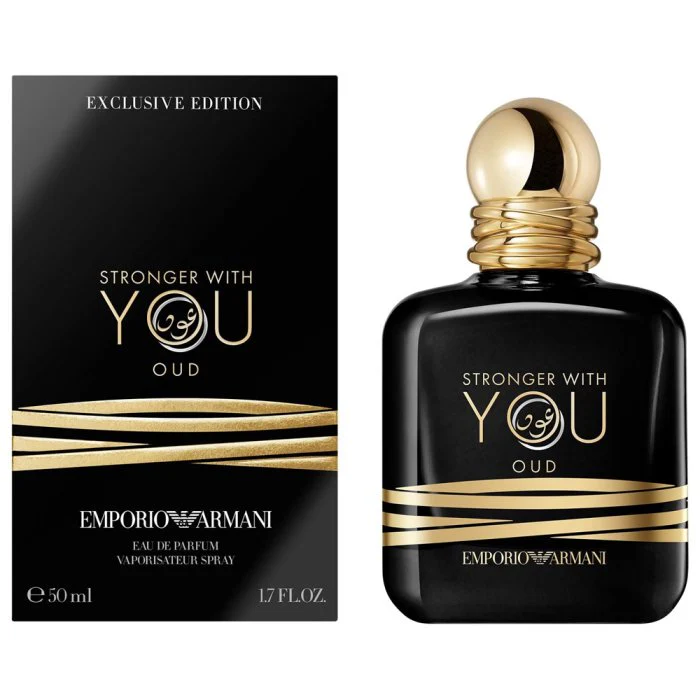 EXCLUSIVE EDITION
STRONGER WITH
YOU
عود
OUD
EMPORIO ARMANI
EAU DE PARFUM
VAPORISATEUR SPRAY
℮ 50 ml 1.7 FL.OZ.
STRONGER WITH
YOU
عود
OUD
EMPORIO ARMANI